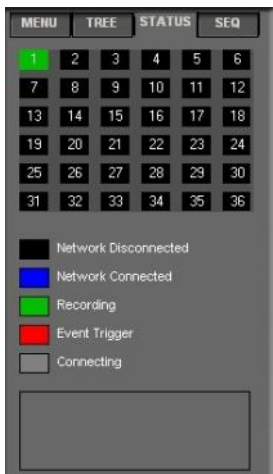 MENU TREE STATUS SEQ
1 2 3 4 5 6
7 8 9 10 11 12
13 14 15 16 17 18
19 20 21 22 23 24
25 26 27 28 29 30
31 32 33 34 35 36
Network Disconnected
Network Connected
Recording
Event Trigger
Connecting